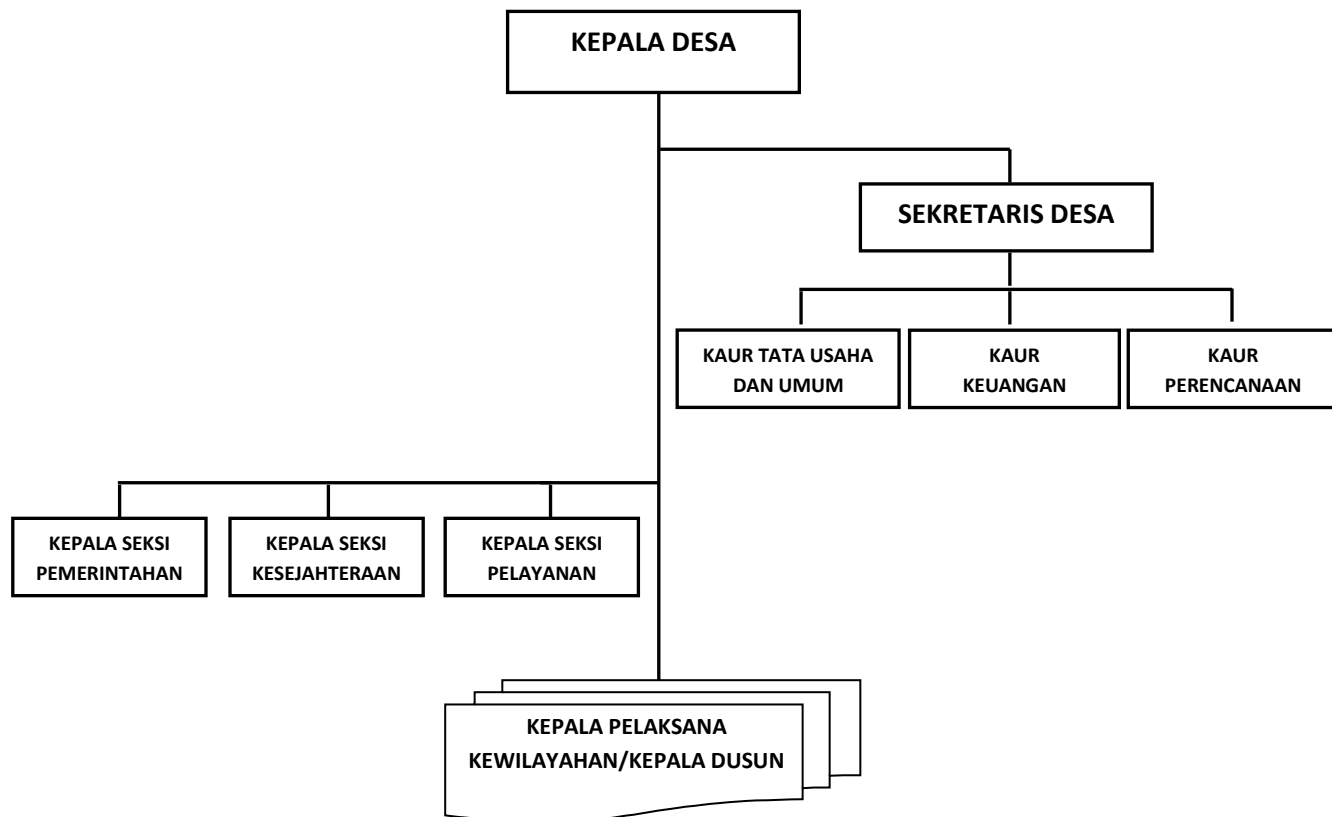 KEPALA DESA
SEKRETARIS DESA
KAUR TATA USAHA
DAN UMUM
KAUR
KEUANGAN
KAUR
PERENCANAAN
KEPALA SEKSI
PEMERINTAHAN
KEPALA SEKSI
KESEJAHTERAAN
KEPALA SEKSI
PELAYANAN
KEPALA PELAKSANA
KEWILAYAHAN/KEPALA DUSUN